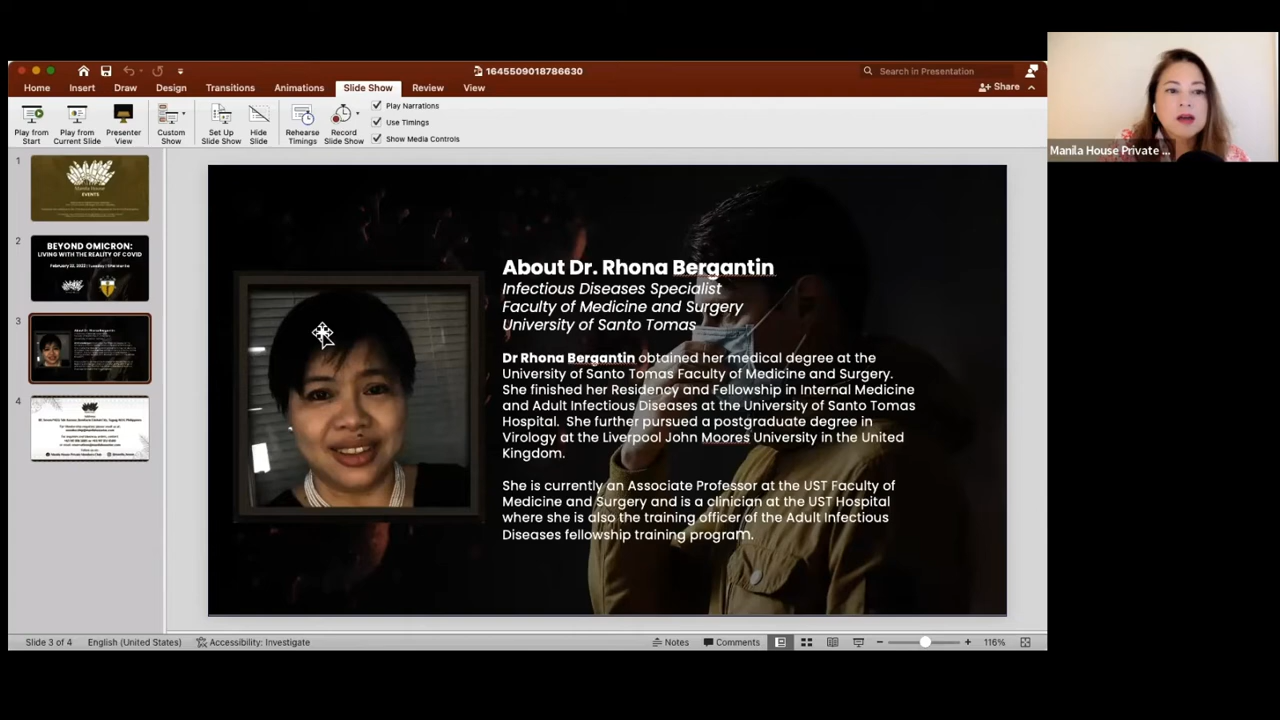 1645509018786630
Search in Presentation
Home Insert Draw Design Transitions Animations Slide Show Review View
Share
Play from Start
Play from Current Slide
Presenter View
Custom Show
Set Up Slide Show
Hide Slide
Rehearse Timings
Record Slide Show
Play Narrations
Use Timings
Show Media Controls
Manila House Private ...
1
Manila House
EVENTS
2
BEYOND OMICRON:
LIVING WITH THE REALITY OF COVID
3
4
About Dr. Rhona Bergantin
Infectious Diseases Specialist
Faculty of Medicine and Surgery
University of Santo Tomas
Dr Rhona Bergantin obtained her medical degree at the
University of Santo Tomas Faculty of Medicine and Surgery.
She finished her Residency and Fellowship in Internal Medicine
and Adult Infectious Diseases at the University of Santo Tomas
Hospital. She further pursued a postgraduate degree in
Virology at the Liverpool John Moores University in the United
Kingdom.
She is currently an Associate Professor at the UST Faculty of
Medicine and Surgery and is a clinician at the UST Hospital
where she is also the training officer of the Adult Infectious
Diseases fellowship training program.
Slide 3 of 4
English (United States)
Accessibility: Investigate
Notes
Comments
116%